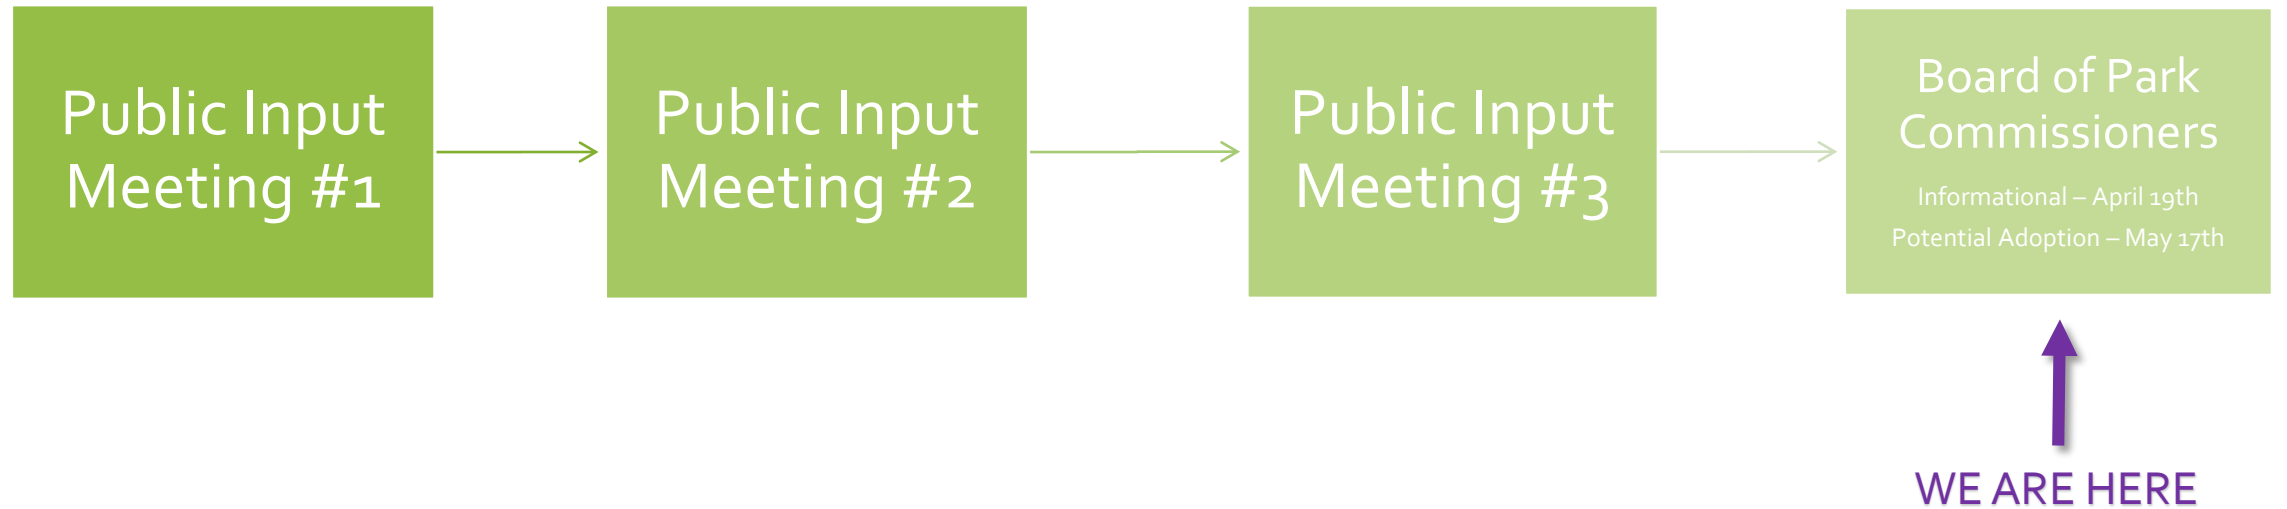 Public Input
Meeting #1
Public Input
Meeting #2
Public Input
Meeting #3
Board of Park
Commissioners
Informational – April 19th
Potential Adoption – May 17th
WE ARE HERE